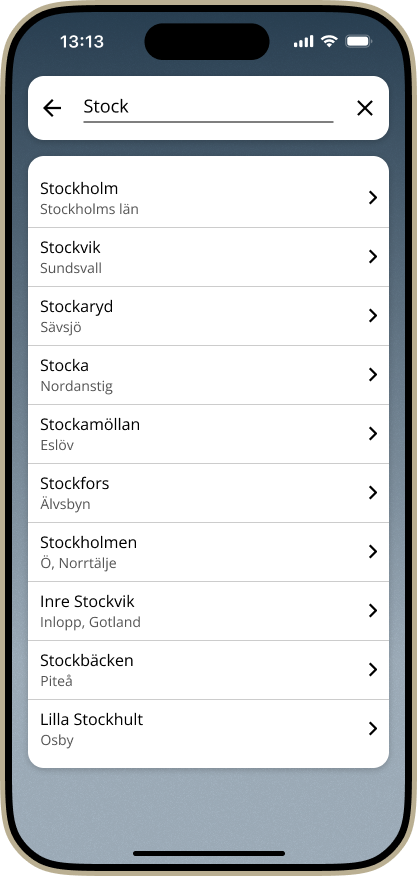 13:13
Stock
Stockholm
Stockholms län
Stockvik
Sundsvall
Stockaryd
Sävsjö
Stocka
Nordanstig
Stockamöllan
Eslöv
Stockfors
Älvsbyn
Stockholmen
Ö, Norrtälje
Inre Stockvik
Inlopp, Gotland
Stockbäcken
Piteå
Lilla Stockhult
Osby